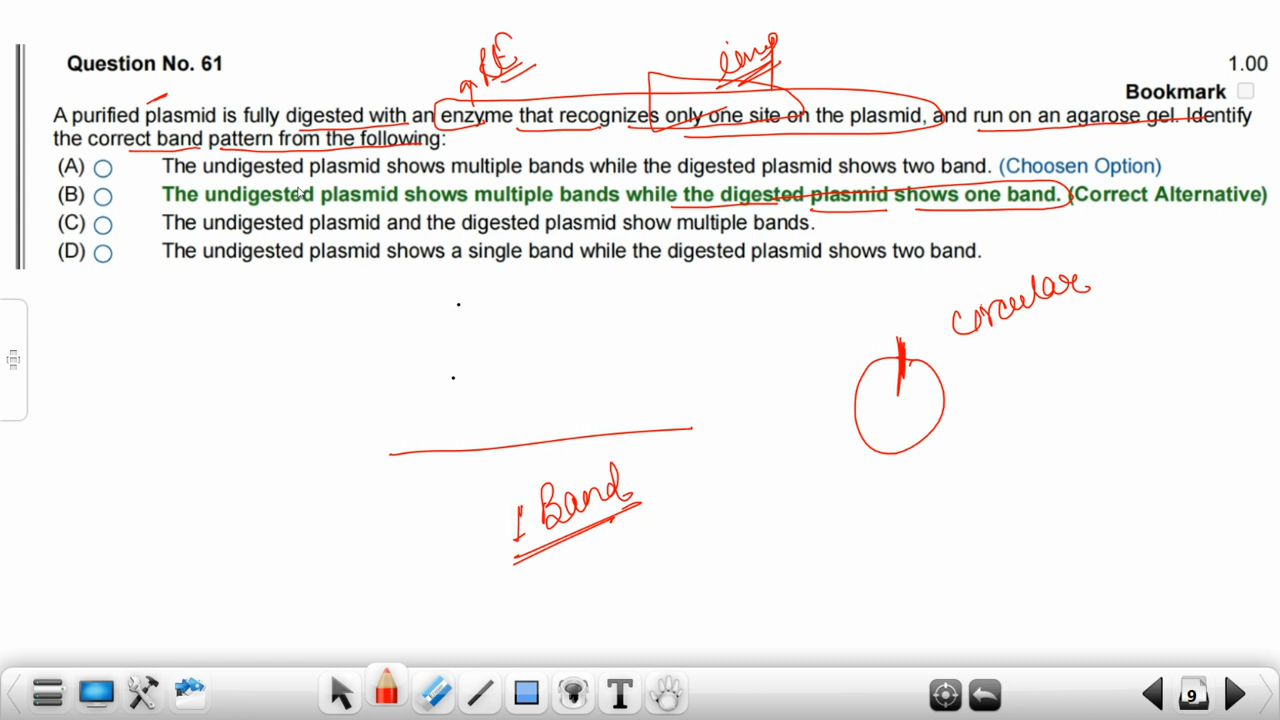 RE
Question No. 61
1.00
Bookmark
A purified plasmid is fully digested with an enzyme that recognizes only one site on the plasmid, and run on an agarose gel. Identify
the correct band pattern from the following:
(A) The undigested plasmid shows multiple bands while the digested plasmid shows two band. (Choosen Option)
(B) The undigested plasmid shows multiple bands while the digested plasmid shows one band. (Correct Alternative)
(C) The undigested plasmid and the digested plasmid show multiple bands.
(D) The undigested plasmid shows a single band while the digested plasmid shows two band.
circular
1 Band
T
9